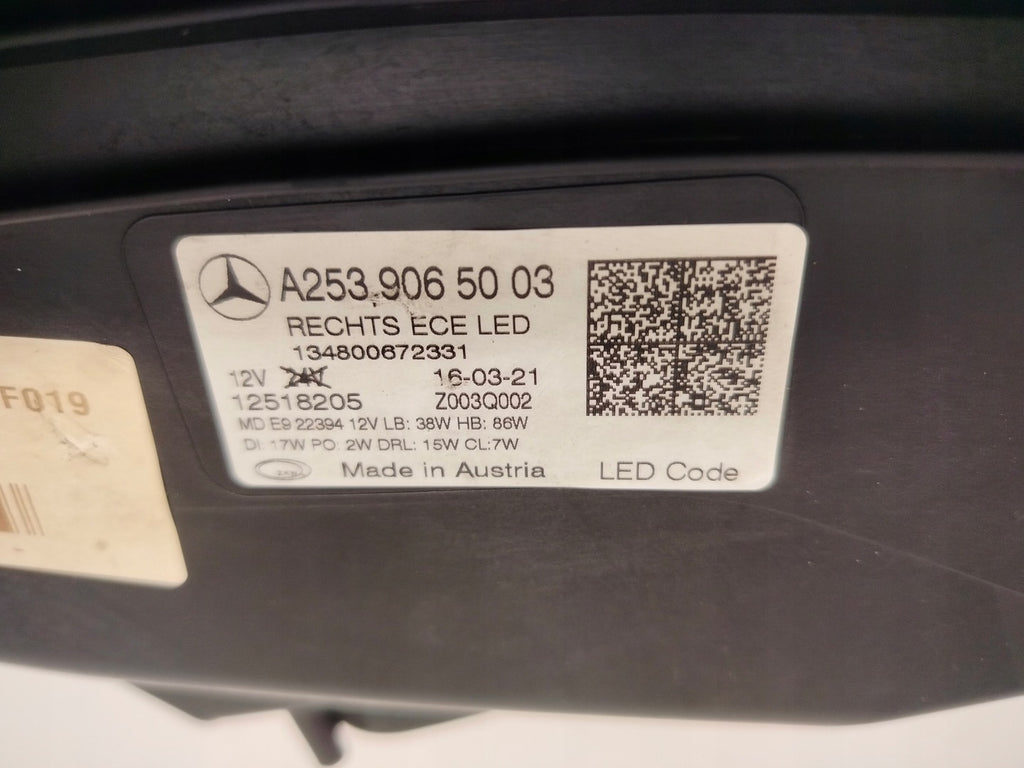 A253 906 50 03
RECHTS ECE LED
134800672331
12V 24V 16-03-21
12518205 Z003Q002
MD E9 22394 12V LB: 38W HB: 86W
DI: 17W PO: 2W DRL: 15W CL:7W
ZKW Made in Austria LED Code
F019